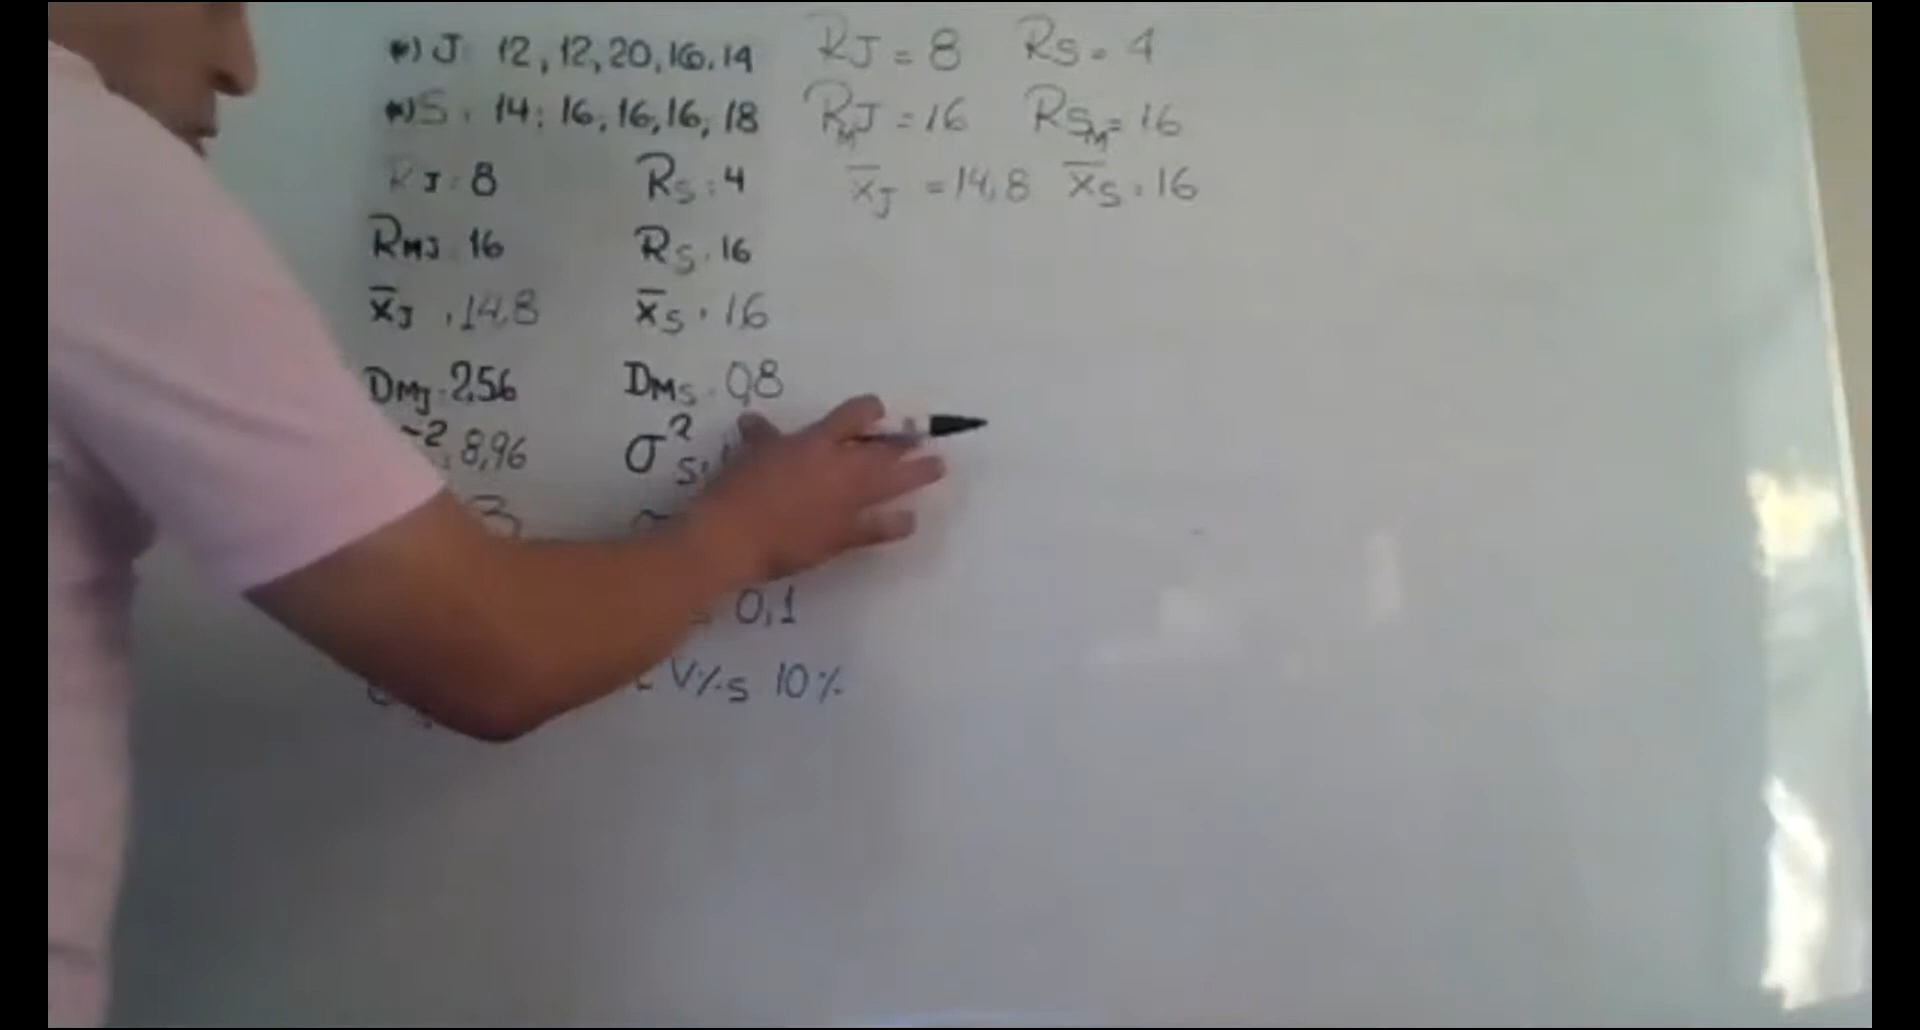 *) J: 12, 12, 20, 16, 14 RJ = 8 RS = 4
*) S: 14; 16, 16, 16, 18 RMJ = 16 RSM = 16
RJ: 8 RS: 4 x̄J = 14,8 x̄S: 16
RMJ: 16 RS: 16
x̄J: 14,8 x̄S: 16
DMJ: 2,56 DMS: 0,8
2: 8,96 σ²S:
3
0,1
V%S 10%